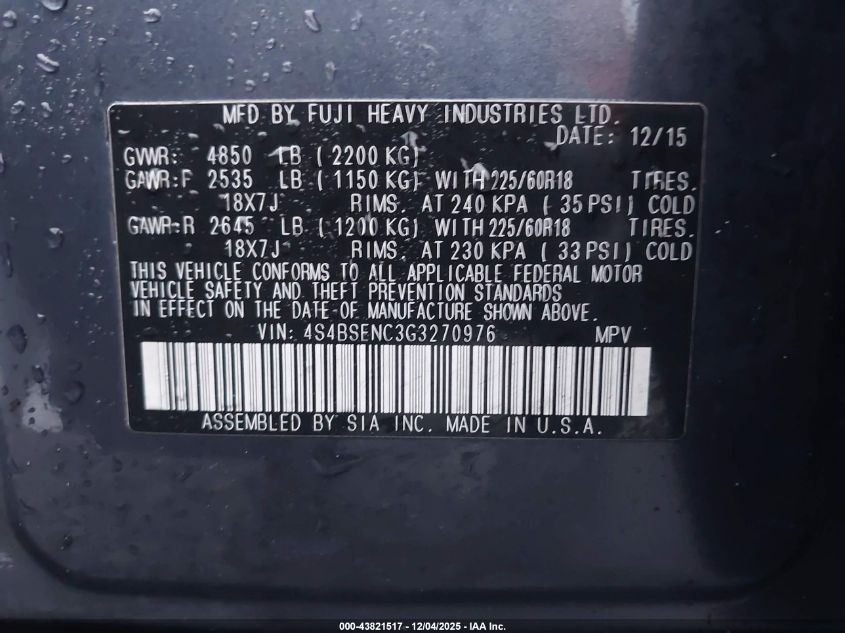 MFD BY FUJI HEAVY INDUSTRIES LTD.
DATE: 12/15
GVWR: 4850 LB ( 2200 KG)
GAWR:F 2535 LB ( 1150 KG) WITH 225/60R18 TIRES.
18X7J RIMS. AT 240 KPA ( 35 PSI) COLD
GAWR:R 2645 LB ( 1200 KG) WITH 225/60R18 TIRES.
18X7J RIMS. AT 230 KPA ( 33 PSI) COLD
THIS VEHICLE CONFORMS TO ALL APPLICABLE FEDERAL MOTOR
VEHICLE SAFETY AND THEFT PREVENTION STANDARDS
IN EFFECT ON THE DATE OF MANUFACTURE SHOWN ABOVE.
VIN: 4S4BSENC3G3270976 MPV
ASSEMBLED BY SIA INC. MADE IN U.S.A.
000-43821517 - 12/04/2025 - IAA Inc.